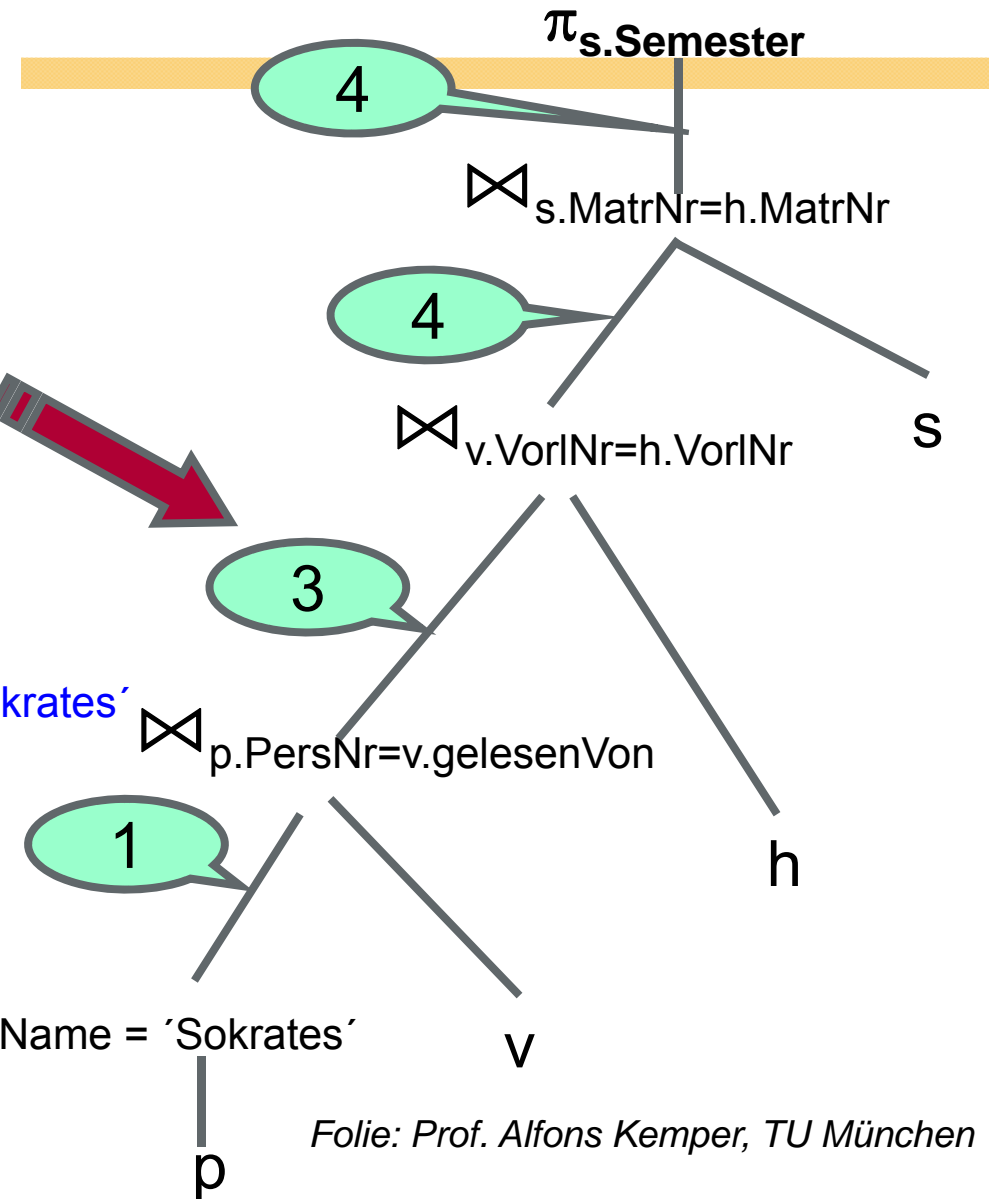 πs.Semester
4
⋈s.MatrNr=h.MatrNr
4
⋈v.VorlNr=h.VorlNr
s
3
krates´
⋈p.PersNr=v.gelesenVon
1
h
Name = ´Sokrates´
v
p
Folie: Prof. Alfons Kemper, TU München